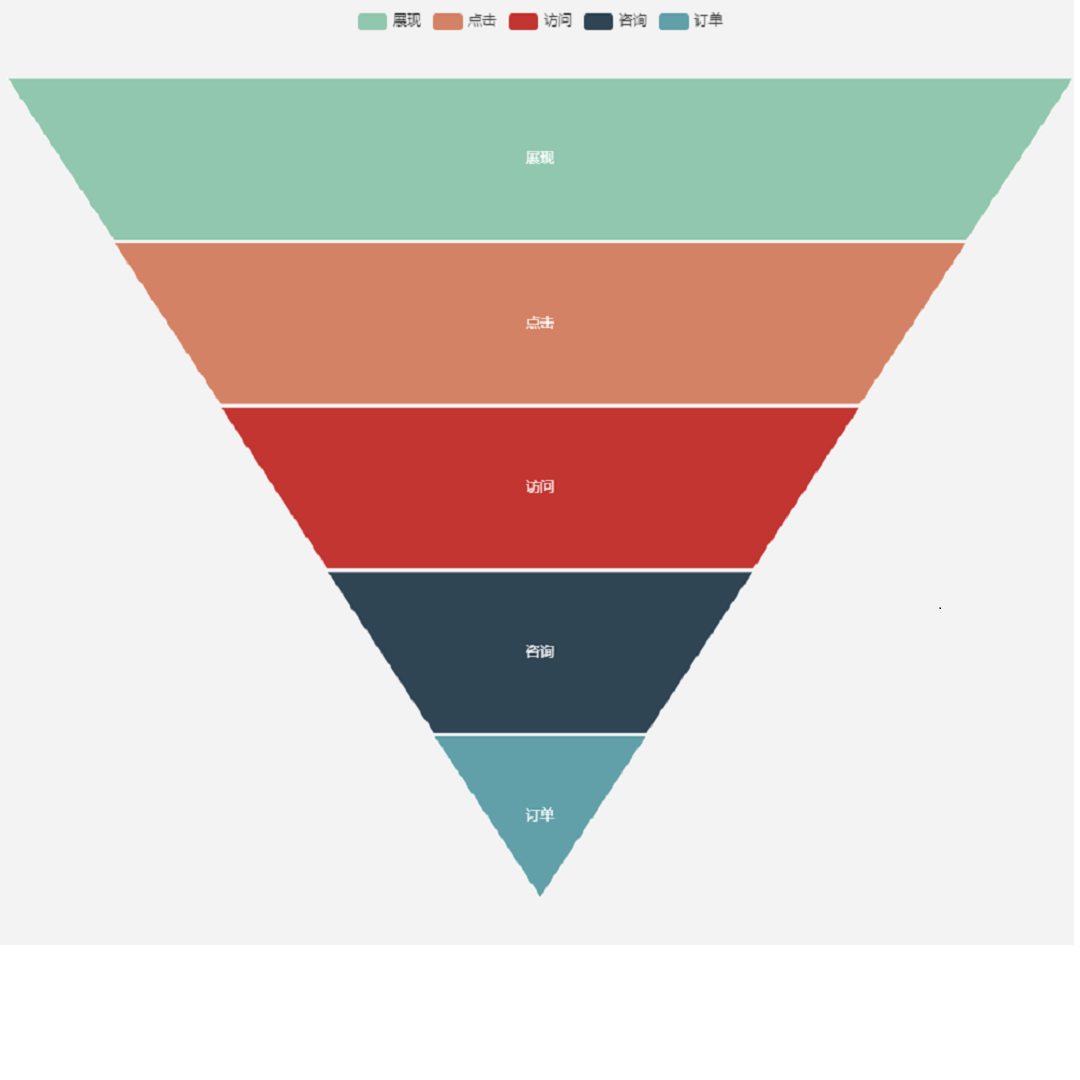 展现 点击 访问 咨询 订单
展现
点击
访问
咨询
订单